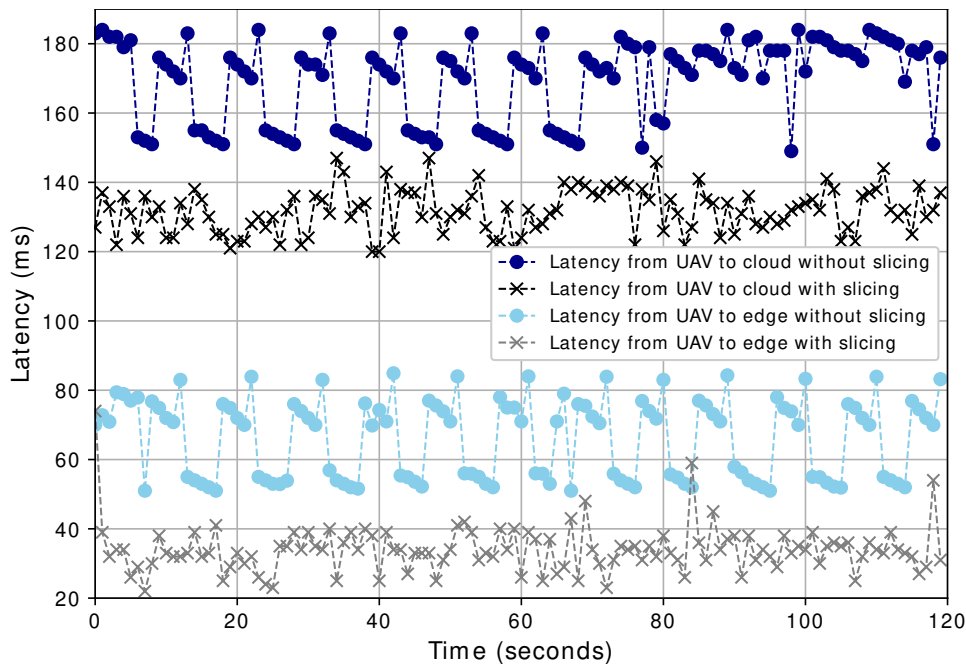 180
160
140
120
100
80
60
40
20
Latency (ms)
Latency from UAV to cloud without slicing
Latency from UAV to cloud with slicing
Latency from UAV to edge without slicing
Latency from UAV to edge with slicing
0 20 40 60 80 100 120
Time (seconds)